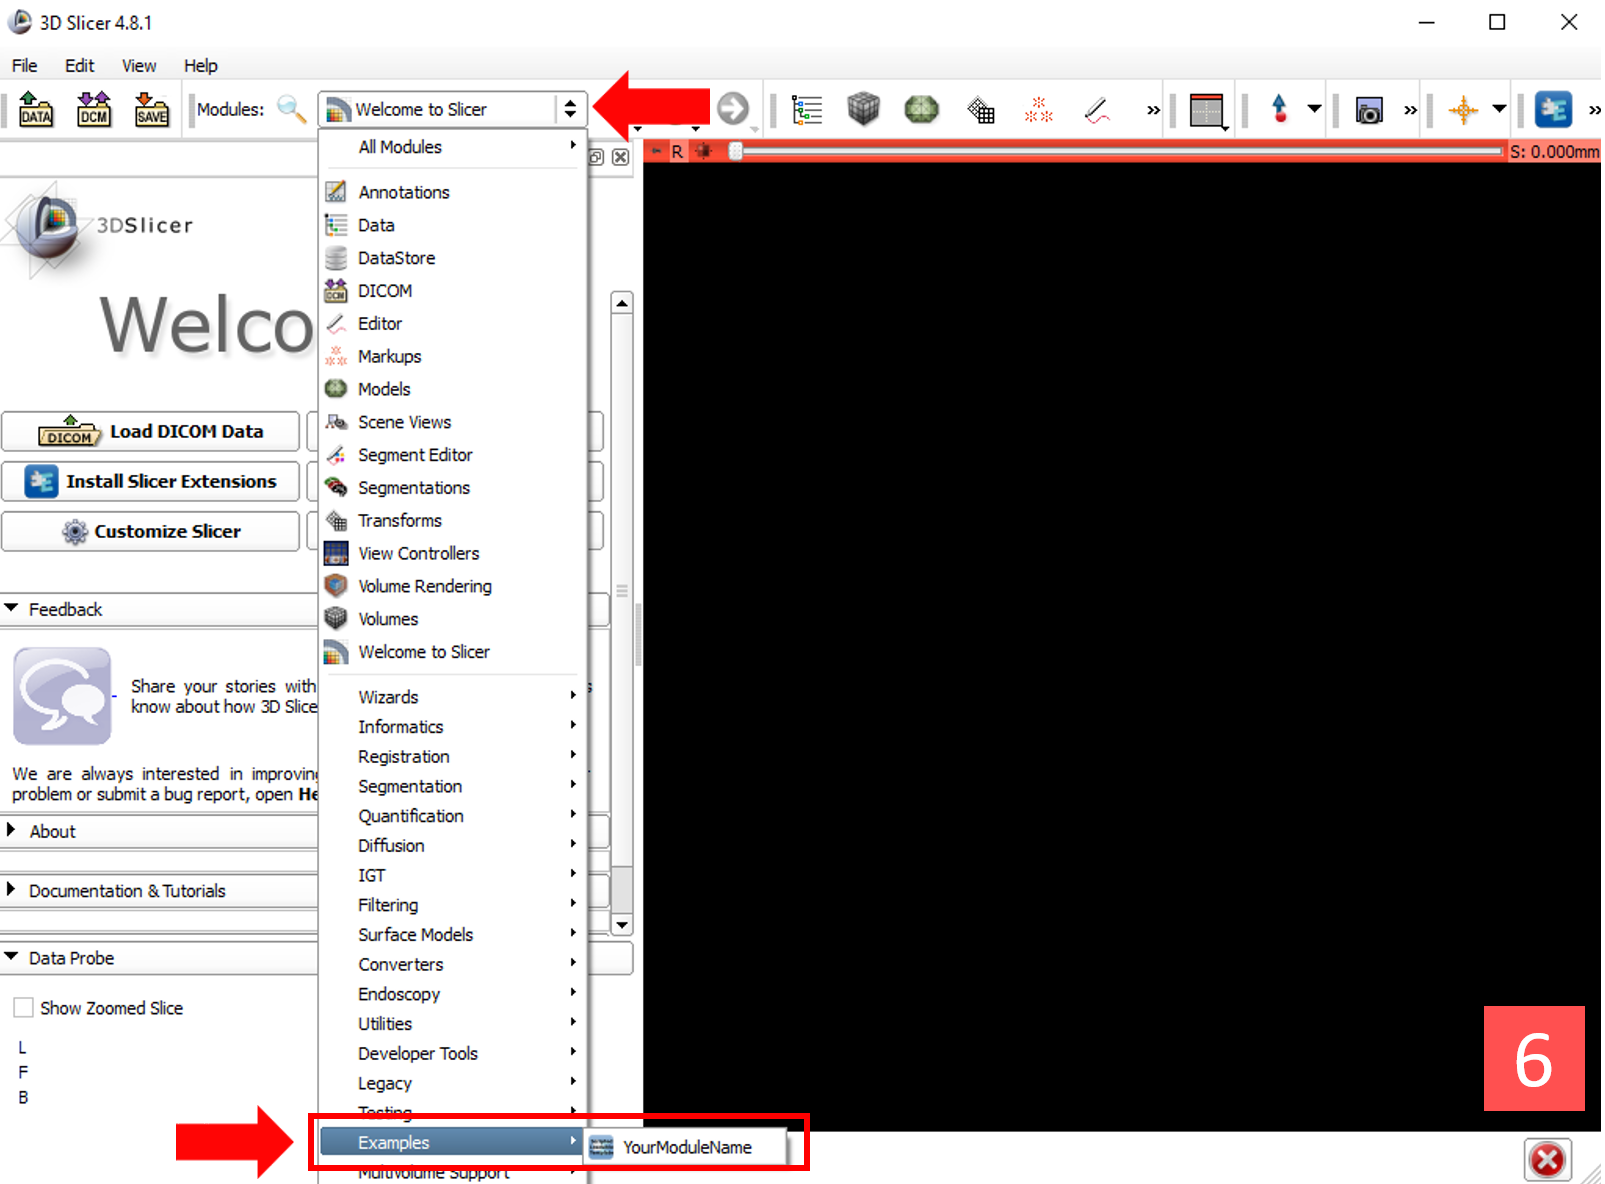 3D Slicer 4.8.1
File Edit View Help
DATA DCM SAVE Modules: Welcome to Slicer
R S: 0.000mm
3DSlicer
Welco
Load DICOM Data
DICOM
Install Slicer Extensions
Customize Slicer
Feedback
Share your stories with
know about how 3D Slice
We are always interested in improving
problem or submit a bug report, open He
About
Documentation & Tutorials
Data Probe
Show Zoomed Slice
L
F
B
All Modules
Annotations
Data
DataStore
DICOM
Editor
Markups
Models
Scene Views
Segment Editor
Segmentations
Transforms
View Controllers
Volume Rendering
Volumes
Welcome to Slicer
Wizards
Informatics
Registration
Segmentation
Quantification
Diffusion
IGT
Filtering
Surface Models
Converters
Endoscopy
Utilities
Developer Tools
Legacy
Testing
Examples
YourModuleName
MultiVolume Support
6